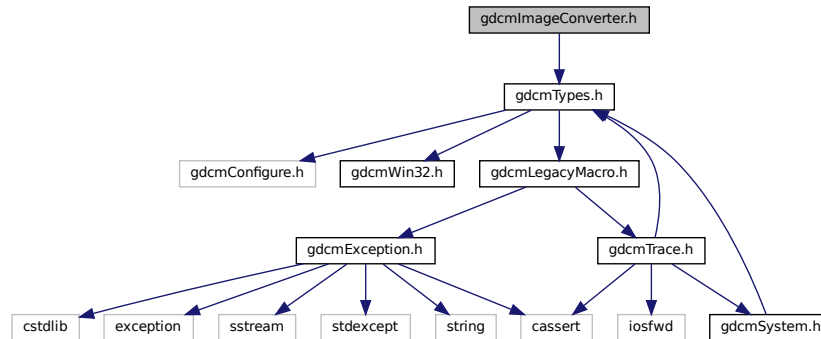 gdcmImageConverter.h
gdcmTypes.h
gdcmConfigure.h
gdcmWin32.h
gdcmLegacyMacro.h
gdcmException.h
gdcmTrace.h
cstdlib
exception
sstream
stdexcept
string
cassert
iosfwd
gdcmSystem.h